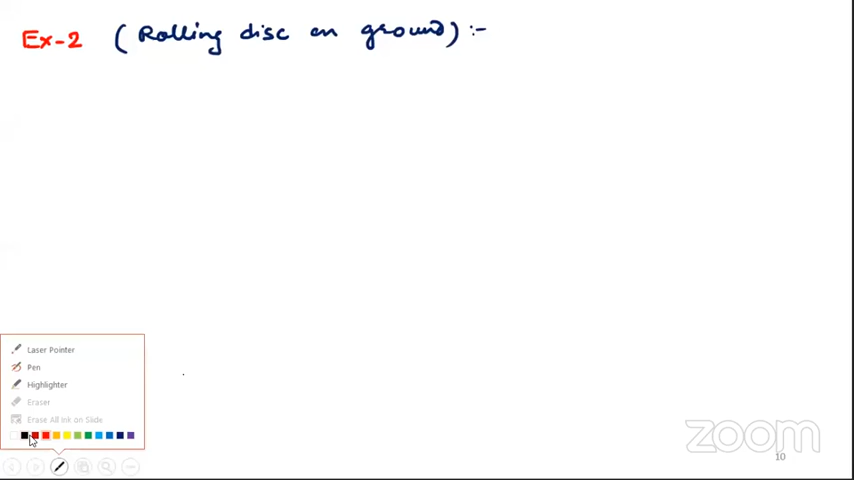 Ex-2 (Rolling disc on ground) :-
Laser Pointer
Pen
Highlighter
Eraser
Erase All Ink on Slide
zoom
10